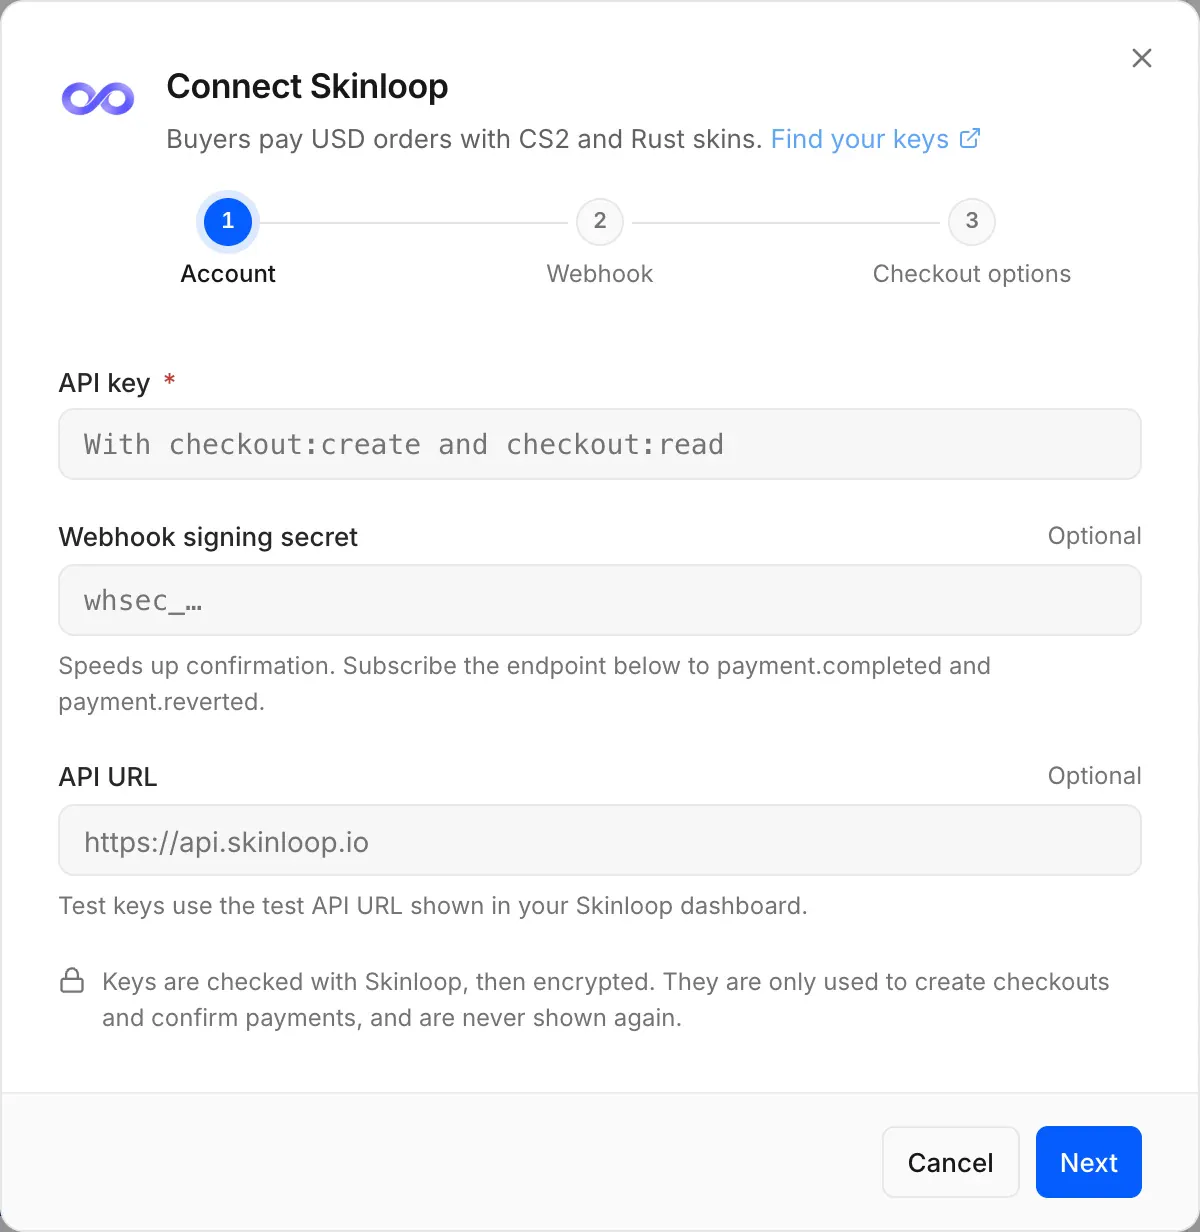 Connect Skinloop
Buyers pay USD orders with CS2 and Rust skins. Find your keys
1
2
3
Account
Webhook
Checkout options
API key *
With checkout:create and checkout:read
Webhook signing secret
Optional
whsec_…
Speeds up confirmation. Subscribe the endpoint below to payment.completed and
payment.reverted.
API URL
Optional
https://api.skinloop.io
Test keys use the test API URL shown in your Skinloop dashboard.
Keys are checked with Skinloop, then encrypted. They are only used to create checkouts
and confirm payments, and are never shown again.
Cancel
Next